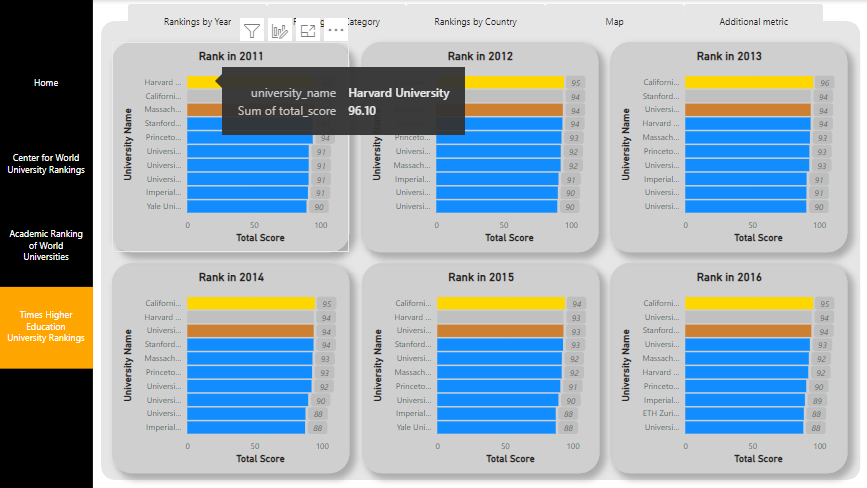 Rankings by Year
Category
Rankings by Country
Map
Additional metric
Home
Center for World
University Rankings
Academic Ranking
of World
Universities
Times Higher
Education
University Rankings
Rank in 2011
University Name
Harvard ...
Californi...
Massach...
Stanford...
Princeto...
Universi...
Universi...
Universi...
Imperial...
Yale Uni...
94
91
91
91
91
90
0 50 100
Total Score
university_name Harvard University
Sum of total_score 96.10
Rank in 2012
University Name
Princeto...
Universi...
Massach...
Imperial...
Universi...
Universi...
95
94
94
94
93
92
92
91
90
90
0 50 100
Total Score
Rank in 2013
University Name
Californi... 96
Stanford... 94
Universi... 94
Harvard ... 94
Massach... 93
Princeto... 93
Universi... 93
Imperial... 91
Universi... 91
Universi... 90
0 50 100
Total Score
Rank in 2014
University Name
Californi... 95
Harvard ... 94
Universi... 94
Stanford... 94
Massach... 93
Princeto... 93
Universi... 92
Universi... 90
Universi... 88
Imperial... 88
0 50 100
Total Score
Rank in 2015
University Name
Californi... 94
Harvard ... 93
Universi... 93
Stanford... 93
Universi... 92
Massach... 92
Princeto... 91
Universi... 90
Imperial... 88
Yale Uni... 88
0 50 100
Total Score
Rank in 2016
University Name
Californi... 95
Universi... 94
Stanford... 94
Universi... 93
Massach... 92
Harvard ... 92
Princeto... 90
Imperial... 89
ETH Zuri... 88
Universi... 88
0 50 100
Total Score